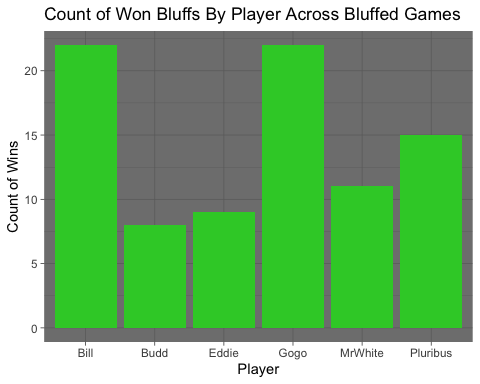 Count of Won Bluffs By Player Across Bluffed Games
Count of Wins
20
15
10
5
0
Bill Budd Eddie Gogo MrWhite Pluribus
Player